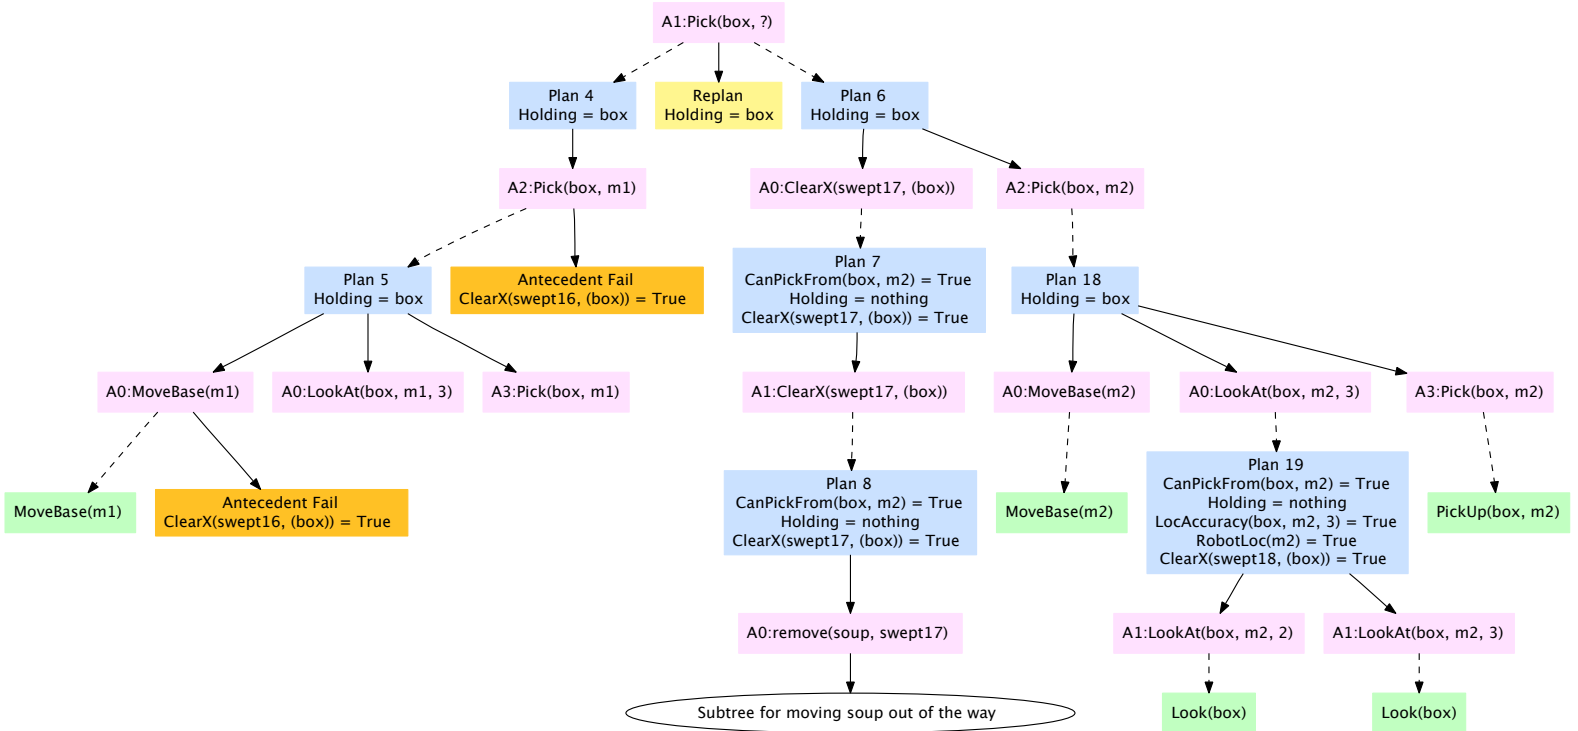 A1:Pick(box, ?)
Plan 4
Holding = box
Replan
Holding = box
Plan 6
Holding = box
A2:Pick(box, m1)
A0:ClearX(swept17, (box))
A2:Pick(box, m2)
Plan 5
Holding = box
Antecedent Fail
ClearX(swept16, (box)) = True
Plan 7
CanPickFrom(box, m2) = True
Holding = nothing
ClearX(swept17, (box)) = True
Plan 18
Holding = box
A0:MoveBase(m1)
A0:LookAt(box, m1, 3)
A3:Pick(box, m1)
A1:ClearX(swept17, (box))
A0:MoveBase(m2)
A0:LookAt(box, m2, 3)
A3:Pick(box, m2)
MoveBase(m1)
Antecedent Fail
ClearX(swept16, (box)) = True
Plan 8
CanPickFrom(box, m2) = True
Holding = nothing
ClearX(swept17, (box)) = True
MoveBase(m2)
Plan 19
CanPickFrom(box, m2) = True
Holding = nothing
LocAccuracy(box, m2, 3) = True
RobotLoc(m2) = True
ClearX(swept18, (box)) = True
PickUp(box, m2)
A0:remove(soup, swept17)
A1:LookAt(box, m2, 2)
A1:LookAt(box, m2, 3)
Subtree for moving soup out of the way
Look(box)
Look(box)